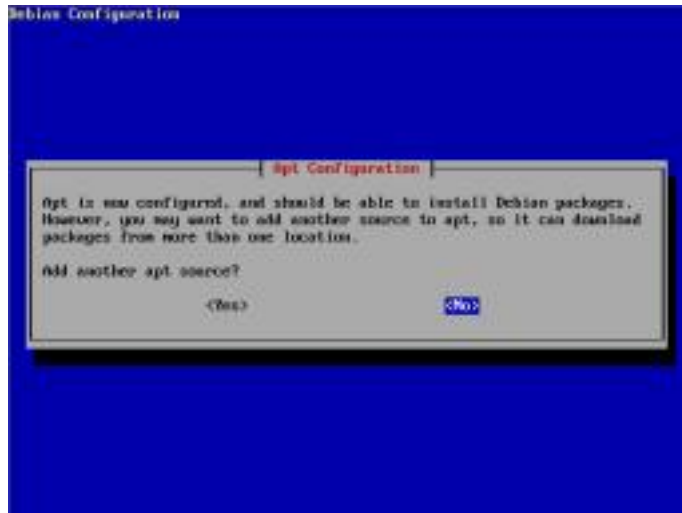 Debian Configuration
Apt Configuration
Apt is now configured, and should be able to install Debian packages.
However, you may want to add another source to apt, so it can download
packages from more than one location.
Add another apt source?
<Yes>
<No>